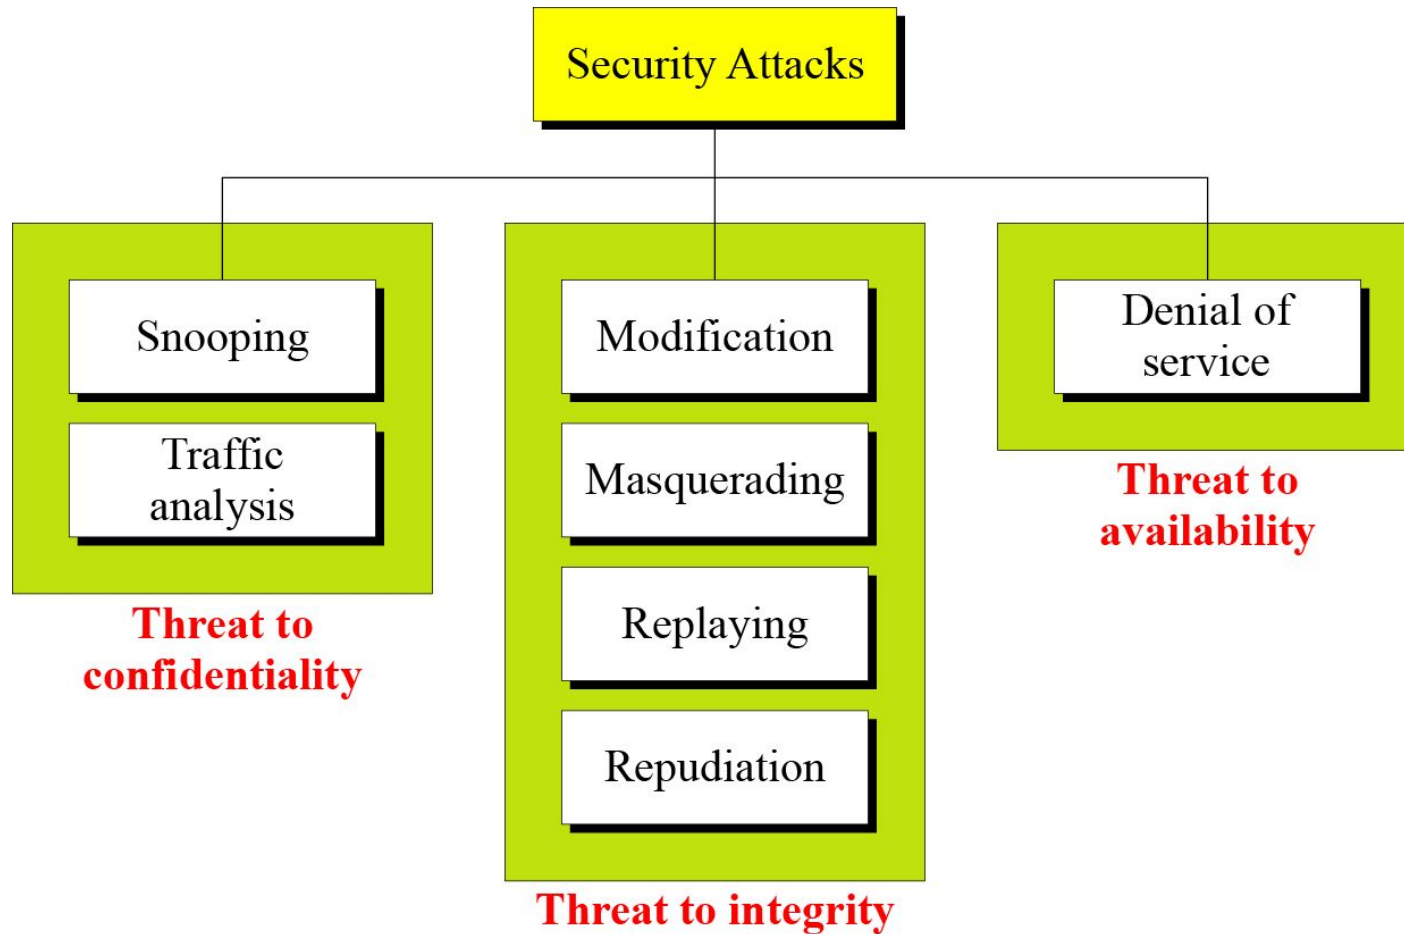 Security Attacks
Snooping
Traffic
analysis
Threat to
confidentiality
Modification
Masquerading
Replaying
Repudiation
Threat to integrity
Denial of
service
Threat to
availability